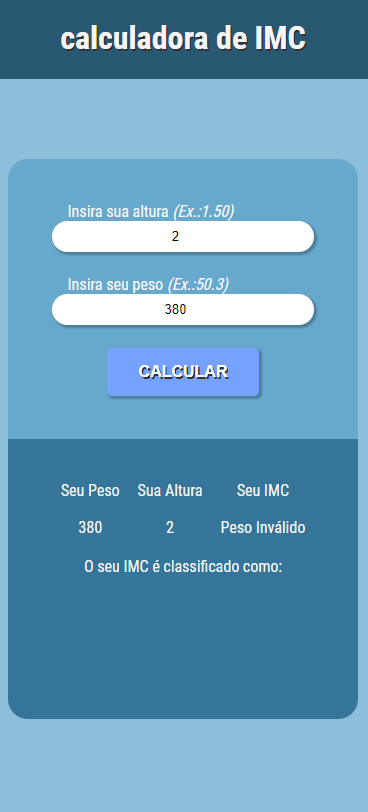 calculadora de IMC
Insira sua altura (Ex.:1.50)
2
Insira seu peso (Ex.:50.3)
380
CALCULAR
Seu Peso Sua Altura Seu IMC
380 2 Peso Inválido
O seu IMC é classificado como: